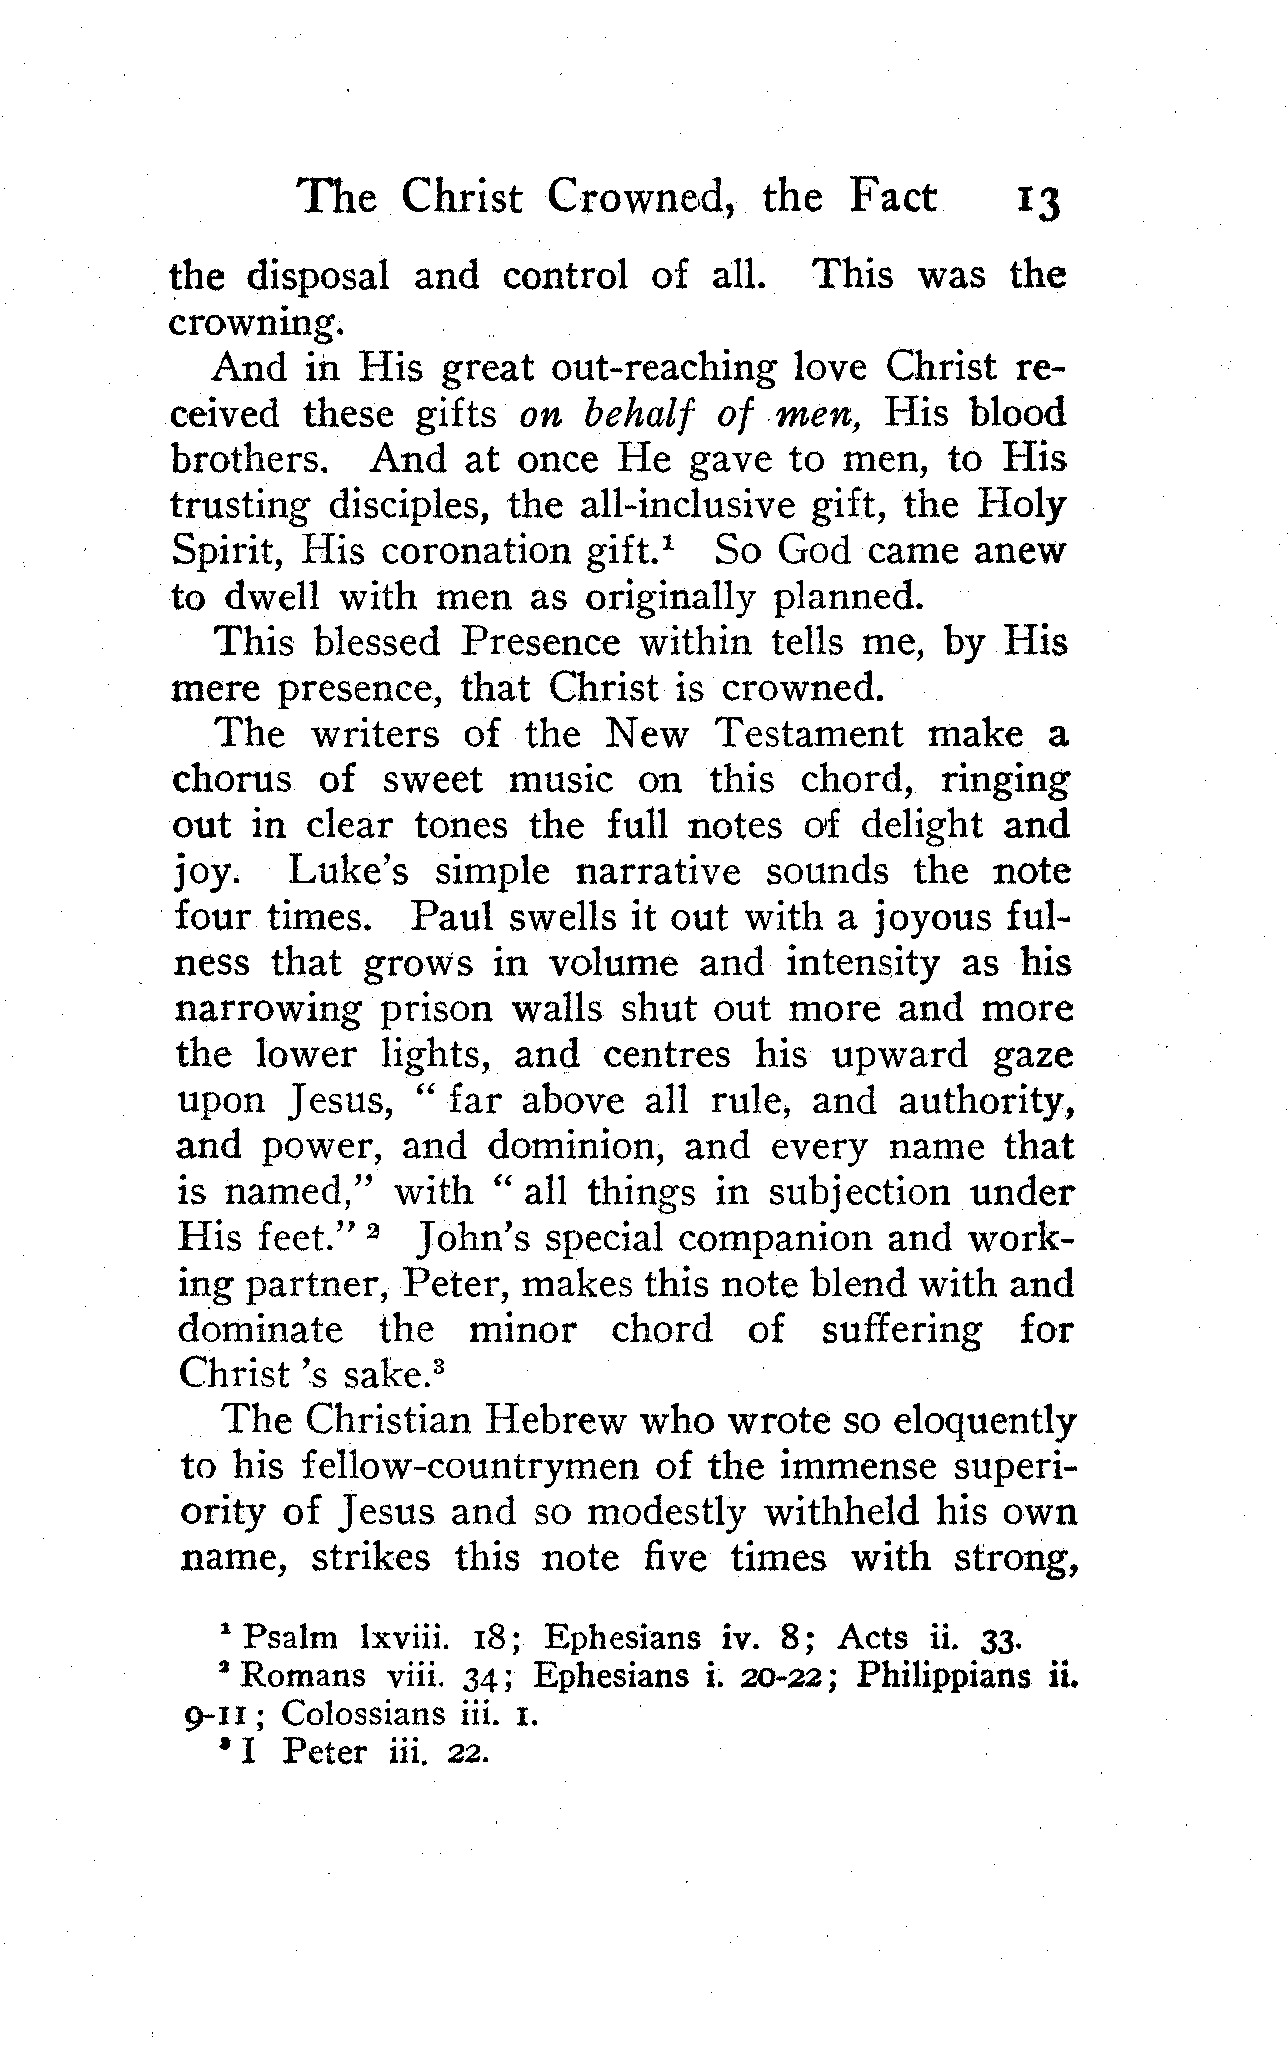 The Christ Crowned, the Fact 13
the disposal and control of all. This was the
crowning.
And in His great out-reaching love Christ re-
ceived these gifts on behalf of men, His blood
brothers. And at once He gave to men, to His
trusting disciples, the all-inclusive gift, the Holy
Spirit, His coronation gift.¹ So God came anew
to dwell with men as originally planned.
This blessed Presence within tells me, by His
mere presence, that Christ is crowned.
The writers of the New Testament make a
chorus of sweet music on this chord, ringing
out in clear tones the full notes of delight and
joy. Luke's simple narrative sounds the note
four times. Paul swells it out with a joyous ful-
ness that grows in volume and intensity as his
narrowing prison walls shut out more and more
the lower lights, and centres his upward gaze
upon Jesus, “ far above all rule, and authority,
and power, and dominion, and every name that
is named,” with “ all things in subjection under
His feet.” ² John's special companion and work-
ing partner, Peter, makes this note blend with and
dominate the minor chord of suffering for
Christ 's sake.³
The Christian Hebrew who wrote so eloquently
to his fellow-countrymen of the immense superi-
ority of Jesus and so modestly withheld his own
name, strikes this note five times with strong,
¹ Psalm lxviii. 18; Ephesians iv. 8; Acts ii. 33.
² Romans viii. 34; Ephesians i. 20-22; Philippians ii.
9-11; Colossians iii. 1.
³ I Peter iii. 22.